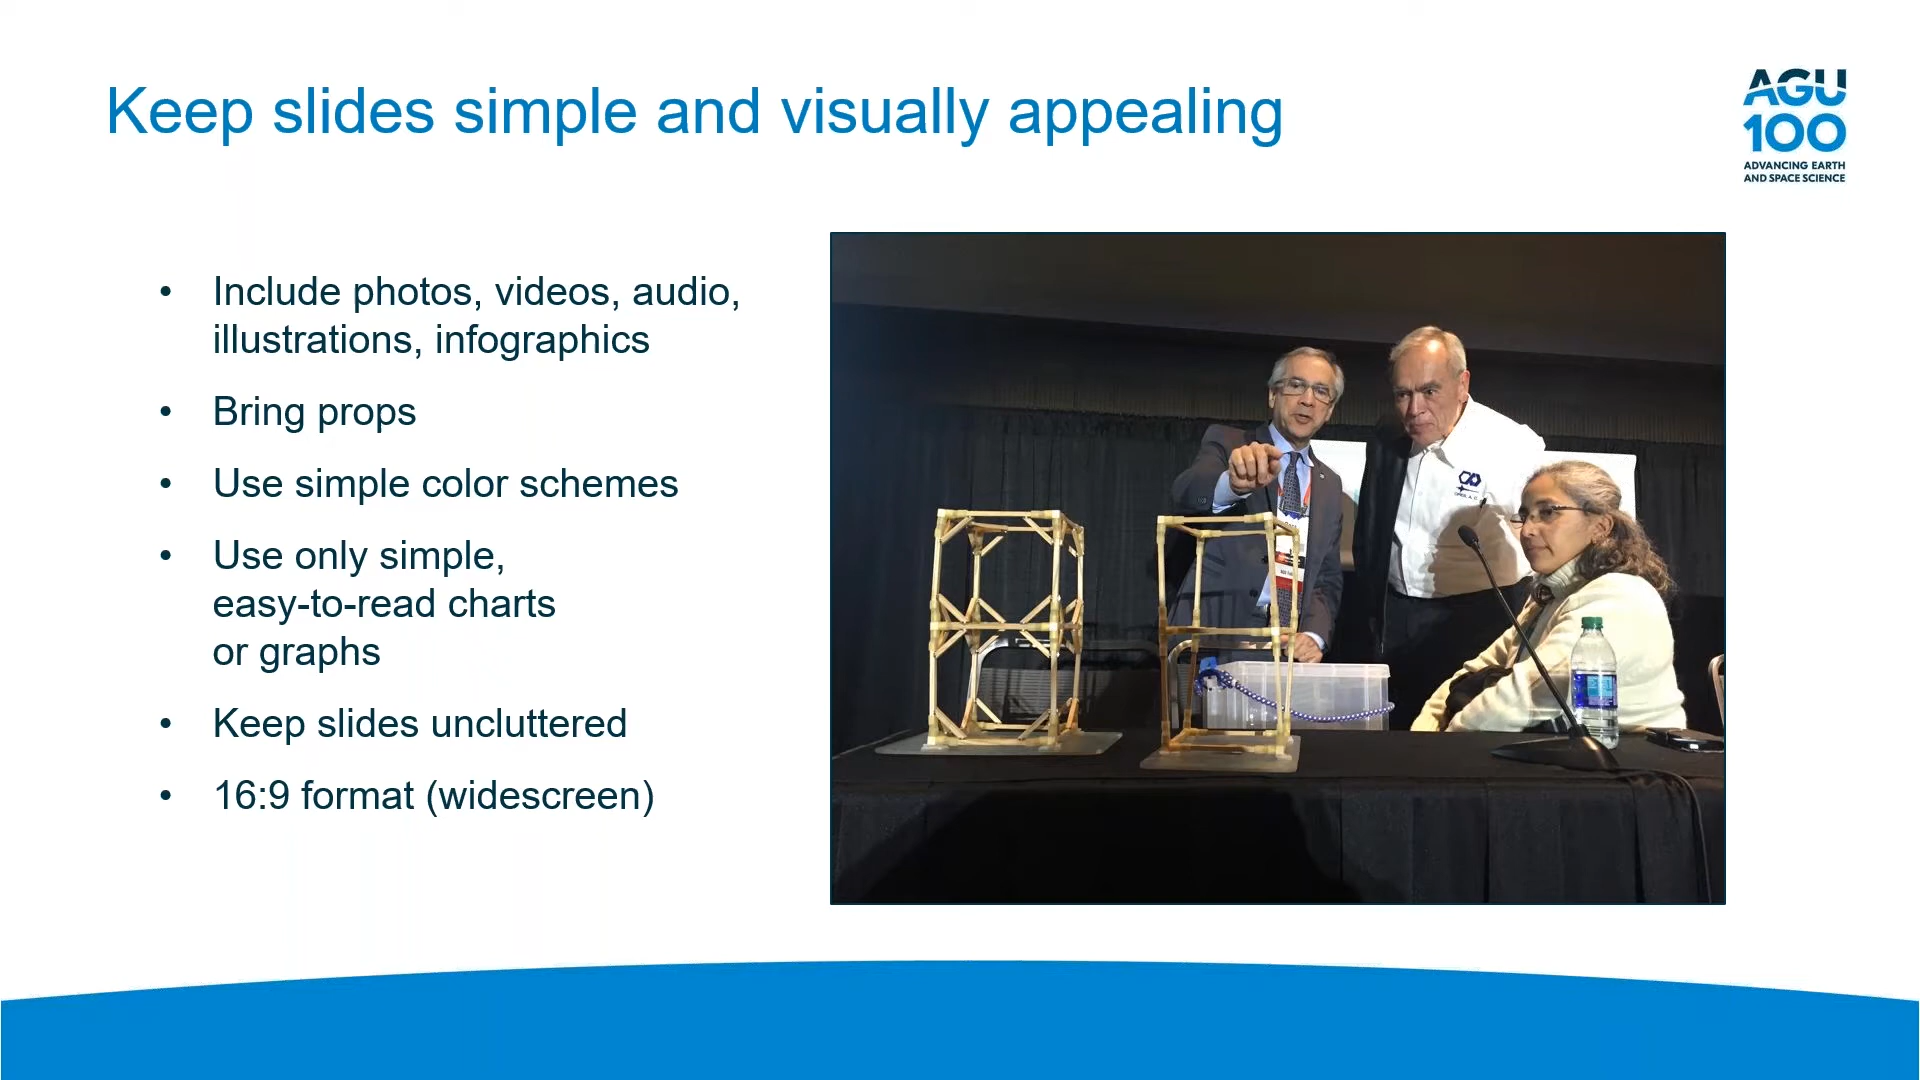 Keep slides simple and visually appealing
AGU
100
ADVANCING EARTH
AND SPACE SCIENCE
• Include photos, videos, audio,
illustrations, infographics
• Bring props
• Use simple color schemes
• Use only simple,
easy-to-read charts
or graphs
• Keep slides uncluttered
• 16:9 format (widescreen)